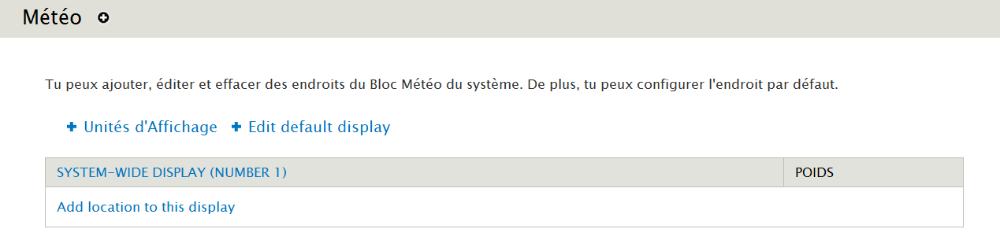 Météo
Tu peux ajouter, éditer et effacer des endroits du Bloc Météo du système. De plus, tu peux configurer l'endroit par défaut.
Unités d'Affichage Edit default display
SYSTEM-WIDE DISPLAY (NUMBER 1) POIDS
Add location to this display